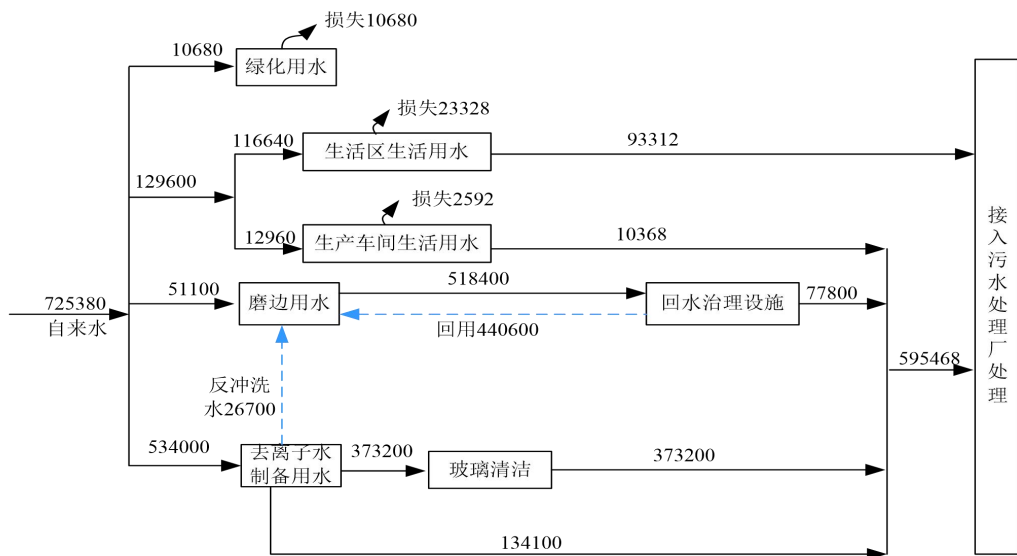 损失10680
10680
绿化用水
损失23328
116640
生活区生活用水
93312
129600
损失2592
12960
生产车间生活用水
10368
接入污水处理厂处理
725380
自来水
51100
磨边用水
518400
回水治理设施
77800
回用440600
595468
反冲洗
水26700
534000
去离子水
制备用水
373200
玻璃清洁
373200
134100